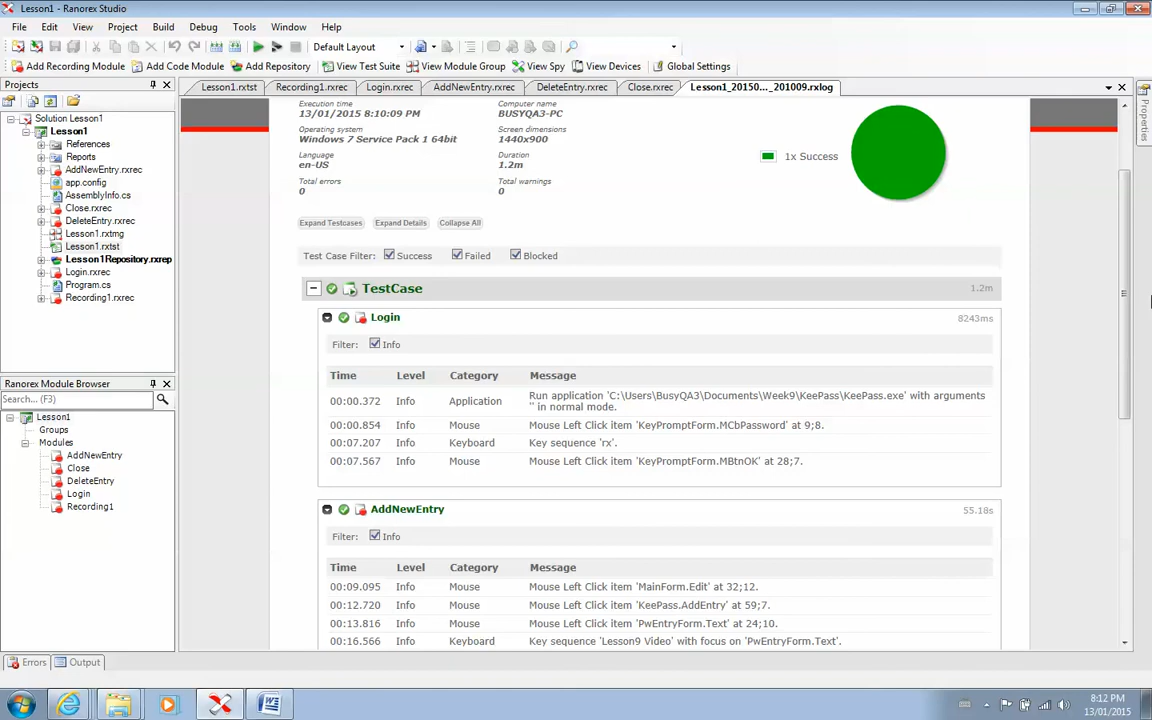 Lesson1 - Ranorex Studio
File Edit View Project Build Debug Tools Window Help
Default Layout
Add Recording Module Add Code Module Add Repository View Test Suite View Module Group View Spy View Devices Global Settings
Projects
Lesson1.rxtst Recording1.rxrec Login.rxrec AddNewEntry.rxrec DeleteEntry.rxrec Close.rxrec Lesson1_20150..._201009.rxlog
Properties
Solution Lesson1
Lesson1
References
Reports
AddNewEntry.rxrec
app.config
AssemblyInfo.cs
Close.rxrec
DeleteEntry.rxrec
Lesson1.rxtmg
Lesson1.rxtst
Lesson1Repository.rxrep
Login.rxrec
Program.cs
Recording1.rxrec
Ranorex Module Browser
Search... (F3)
Lesson1
Groups
Modules
AddNewEntry
Close
DeleteEntry
Login
Recording1
Execution time Computer name
13/01/2015 8:10:09 PM BUSYQA3-PC
Operating system Screen dimensions
Windows 7 Service Pack 1 64bit 1440x900
Language Duration
en-US 1.2m
Total errors Total warnings
0 0
1x Success
Expand Testcases Expand Details Collapse All
Test Case Filter: Success Failed Blocked
TestCase 1.2m
Login 8243ms
Filter: Info
Time Level Category Message
00:00.372 Info Application Run application 'C:\Users\BusyQA3\Documents\Week9\KeePass\KeePass.exe' with arguments
'' in normal mode.
00:00.854 Info Mouse Mouse Left Click item 'KeyPromptForm.MCbPassword' at 9;8.
00:07.207 Info Keyboard Key sequence 'rx'.
00:07.567 Info Mouse Mouse Left Click item 'KeyPromptForm.MBtnOK' at 28;7.
AddNewEntry 55.18s
Filter: Info
Time Level Category Message
00:09.095 Info Mouse Mouse Left Click item 'MainForm.Edit' at 32;12.
00:12.720 Info Mouse Mouse Left Click item 'KeePass.AddEntry' at 59;7.
00:13.816 Info Mouse Mouse Left Click item 'PwEntryForm.Text' at 24;10.
00:16.566 Info Keyboard Key sequence 'Lesson9 Video' with focus on 'PwEntryForm.Text'.
Errors Output
8:12 PM
13/01/2015